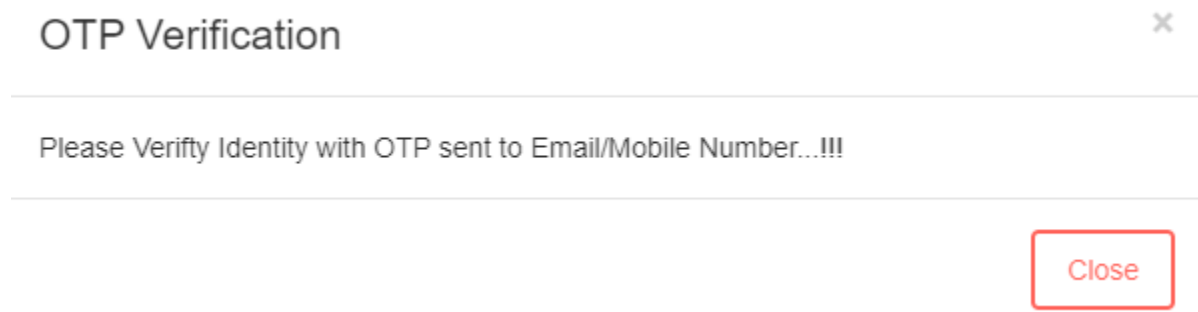 OTP Verification
×
Please Verifty Identity with OTP sent to Email/Mobile Number...!!!
Close